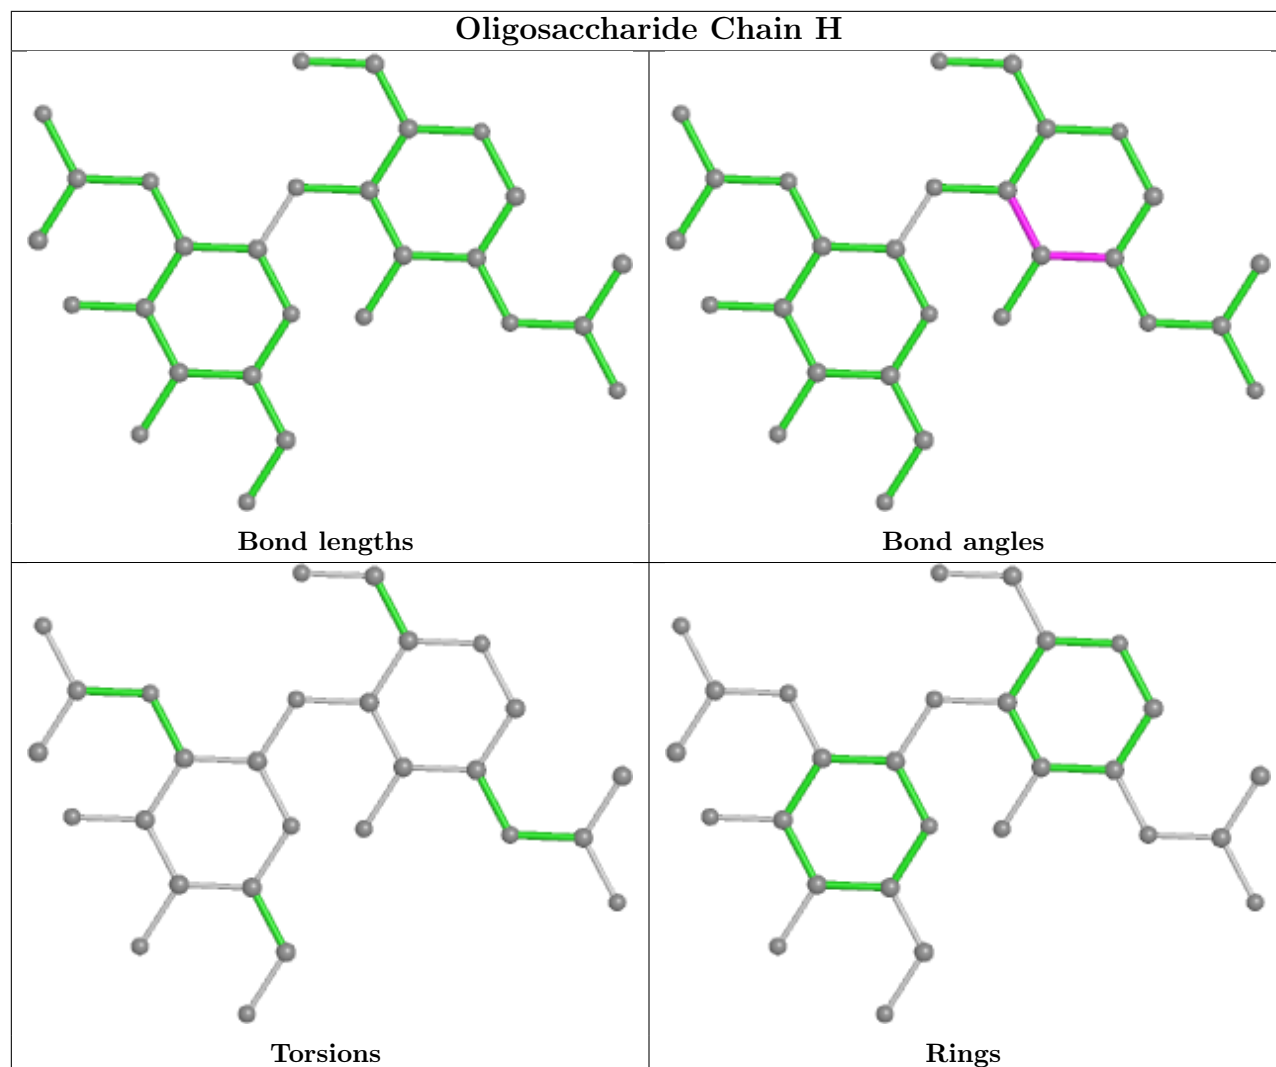 Oligosaccharide Chain H
Bond lengths
Bond angles
Torsions
Rings